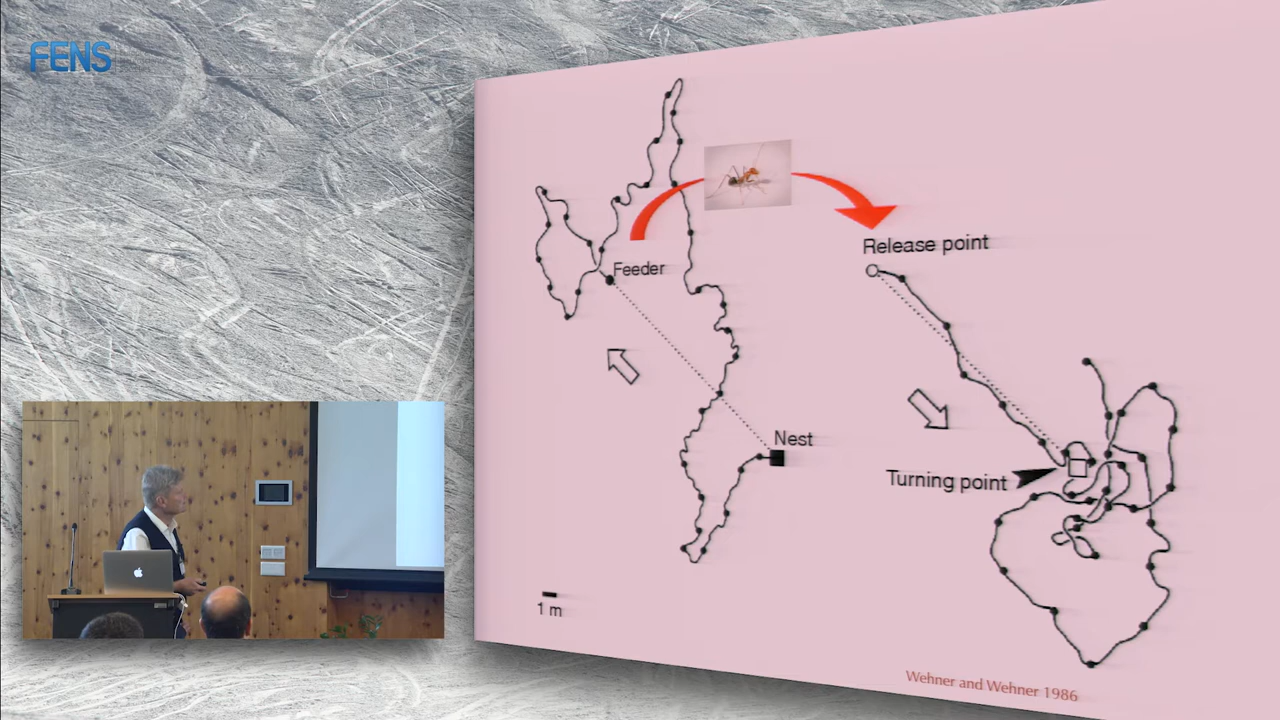 FENS
Release point
Feeder
Nest
Turning point
1 m
Wehner and Wehner 1986